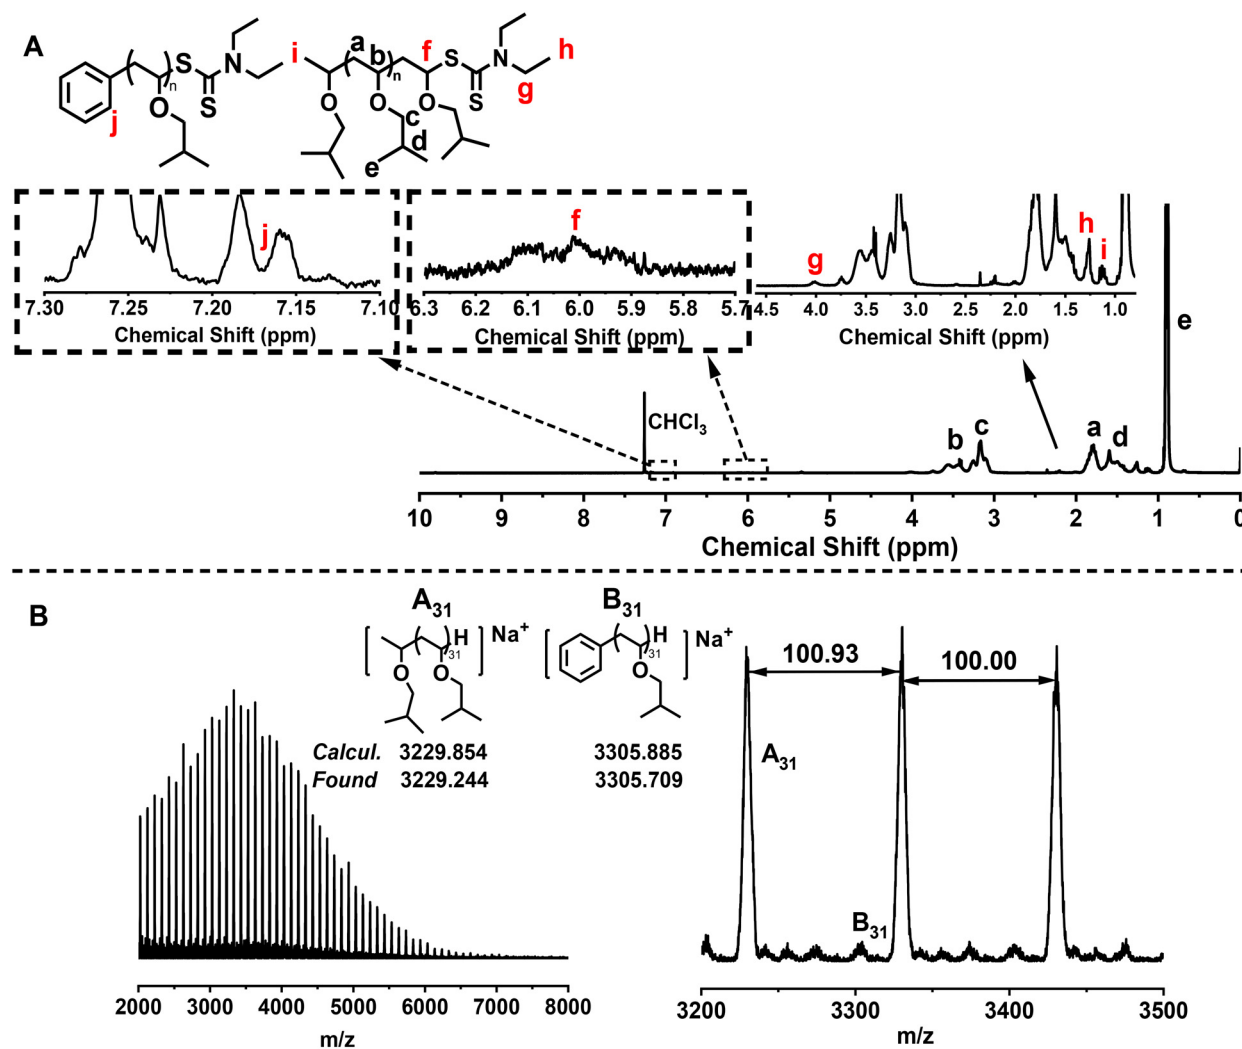 A
S
N
S
n
O
j
i
a
b
f
S
N
h
n
S
g
O
O
O
c
d
e
j
7.30 7.25 7.20 7.15 7.10
Chemical Shift (ppm)
f
6.3 6.2 6.1 6.0 5.9 5.8 5.7
Chemical Shift (ppm)
g
h
i
4.5 4.0 3.5 3.0 2.5 2.0 1.5 1.0
Chemical Shift (ppm)
e
CHCl3
b
c
a
d
10 9 8 7 6 5 4 3 2 1 0
Chemical Shift (ppm)
B
A31
B31
H
Na+
31
O
O
H
Na+
31
O
Calcul. 3229.854 3305.885
Found 3229.244 3305.709
2000 3000 4000 5000 6000 7000 8000
m/z
100.93
100.00
A31
B31
3200 3300 3400 3500
m/z